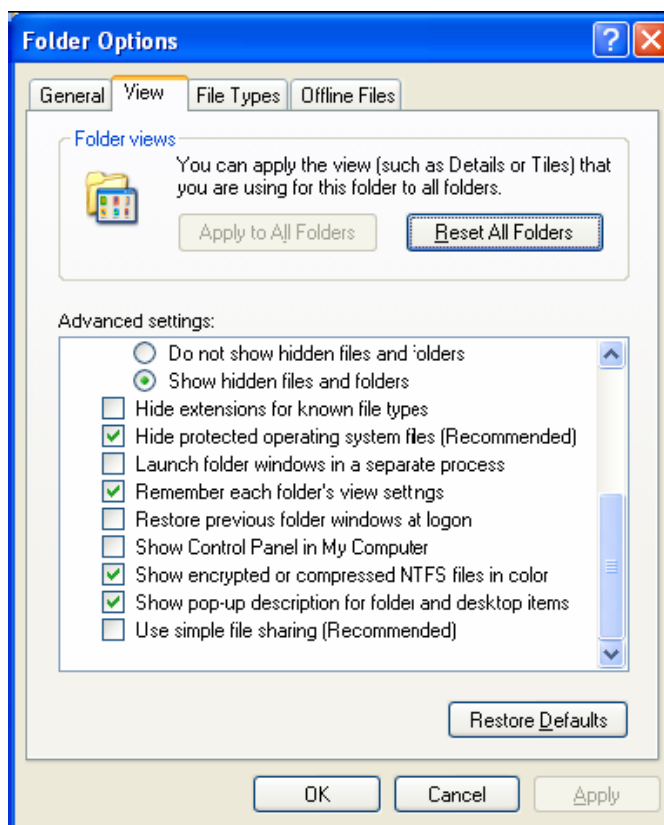 Folder Options
General View File Types Offline Files
Folder views
You can apply the view (such as Details or Tiles) that
you are using for this folder to all folders.
Apply to All Folders Reset All Folders
Advanced settings:
Do not show hidden files and folders
Show hidden files and folders
Hide extensions for known file types
Hide protected operating system files (Recommended)
Launch folder windows in a separate process
Remember each folder's view settings
Restore previous folder windows at logon
Show Control Panel in My Computer
Show encrypted or compressed NTFS files in color
Show pop-up description for folder and desktop items
Use simple file sharing (Recommended)
Restore Defaults
OK Cancel Apply